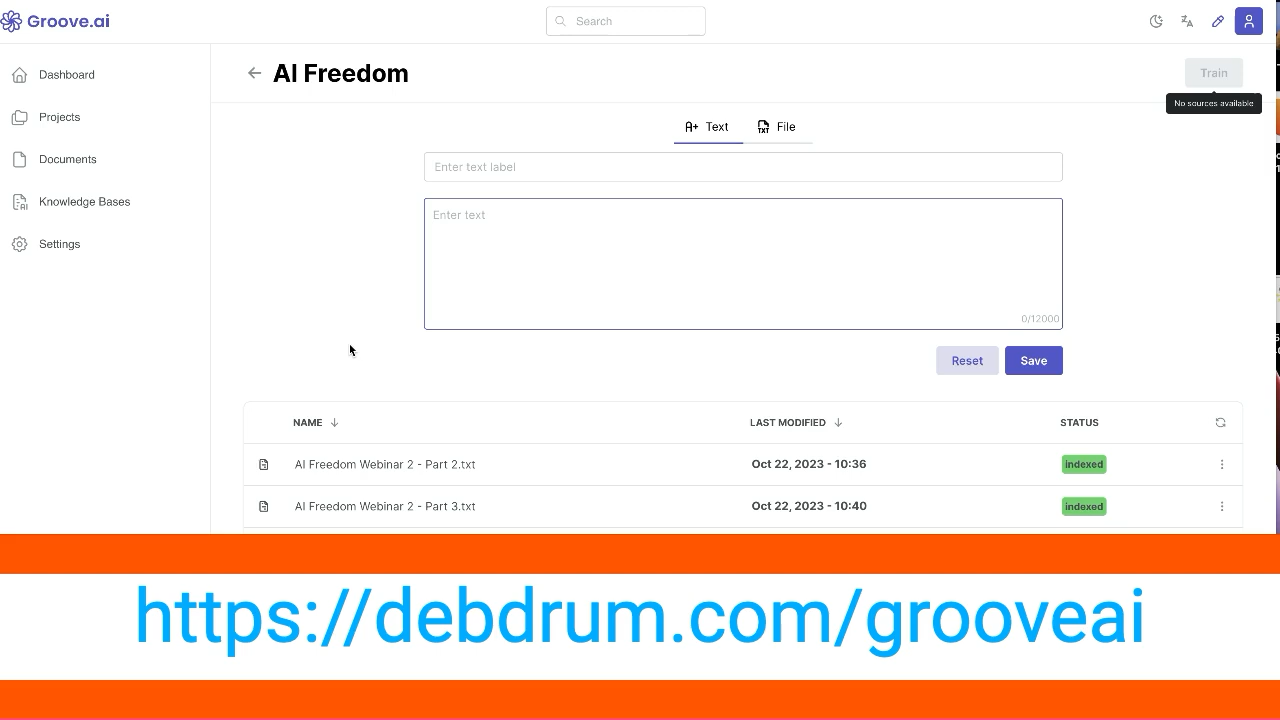 Groove.ai
Search
Dashboard
Projects
Documents
Knowledge Bases
Settings
AI Freedom
Train
No sources available
Text
File
Enter text label
Enter text
0/12000
Reset
Save
NAME
LAST MODIFIED
STATUS
AI Freedom Webinar 2 - Part 2.txt
Oct 22, 2023 - 10:36
indexed
AI Freedom Webinar 2 - Part 3.txt
Oct 22, 2023 - 10:40
indexed
https://debdrum.com/grooveai